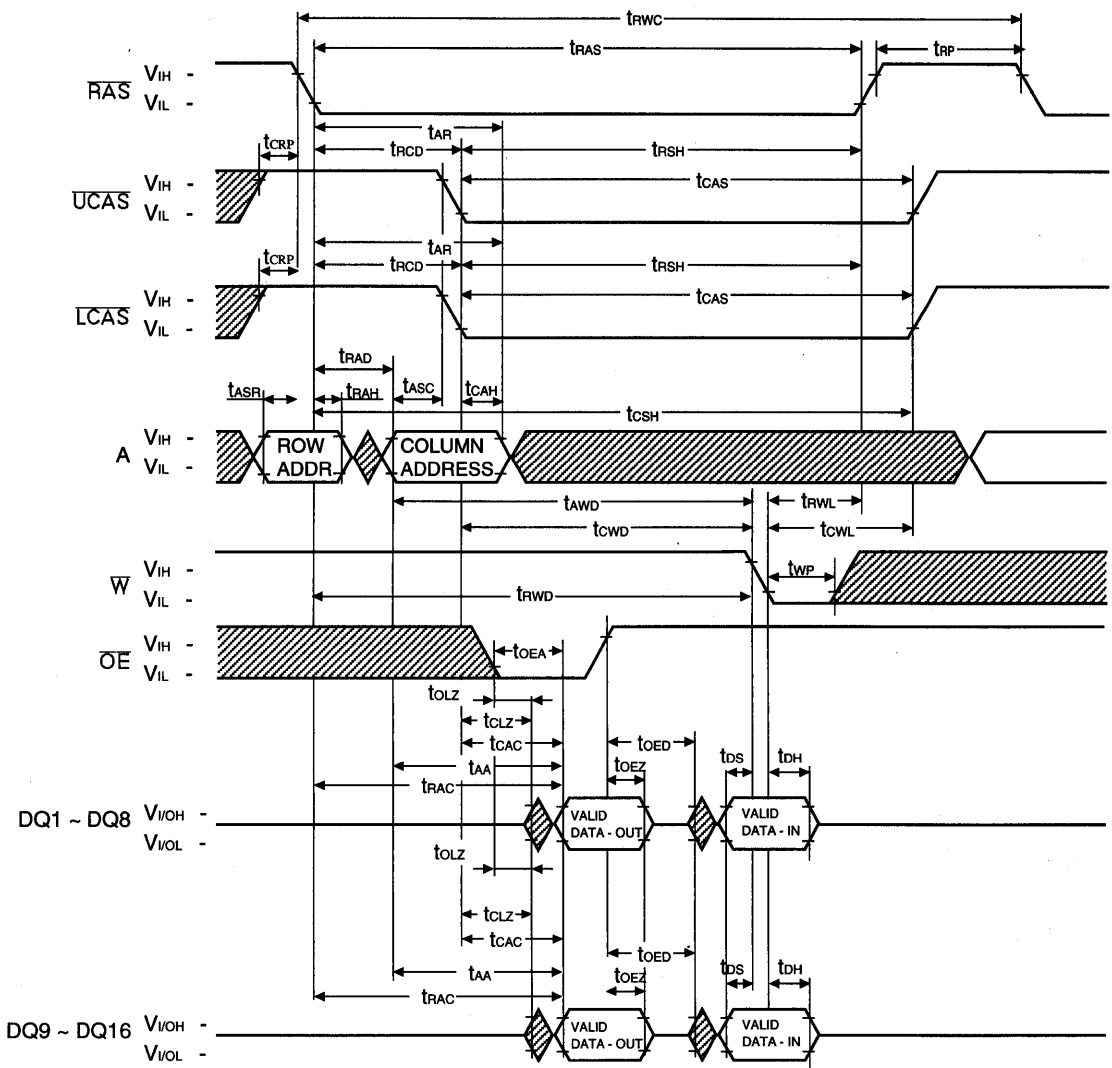 tRWC
tRAS
tRP
RAS
VIH -
VIL -
tAR
tCRP
tRCD
tRSH
UCAS
VIH -
VIL -
tCAS
tAR
tCRP
tRCD
tRSH
LCAS
VIH -
VIL -
tCAS
tRAD
tASR
tRAH
tASC
tCAH
tCSH
A
VIH -
VIL -
ROW
ADDR.
COLUMN
ADDRESS
tAWD
tRWL
tCWD
tCWL
W
VIH -
VIL -
tWP
tRWD
OE
VIH -
VIL -
tOEA
tOLZ
tCLZ
tCAC
tOED
tAA
tOEZ
tDS
tDH
tRAC
DQ1 ~ DQ8
VI/OH -
VI/OL -
VALID
DATA - OUT
VALID
DATA - IN
tOLZ
tCLZ
tCAC
tOED
tAA
tOEZ
tDS
tDH
tRAC
DQ9 ~ DQ16
VI/OH -
VI/OL -
VALID
DATA - OUT
VALID
DATA - IN